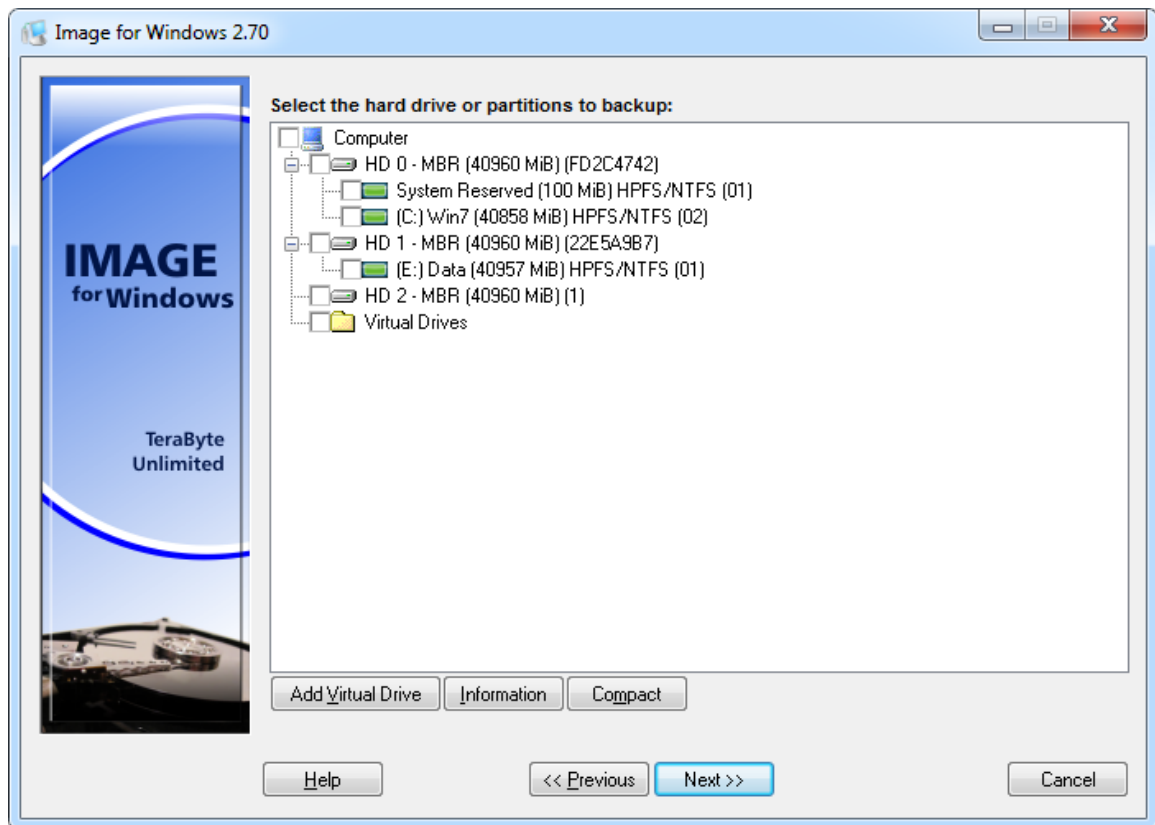 Image for Windows 2.70
Select the hard drive or partitions to backup:
Computer
HD 0 - MBR (40960 MiB) (FD2C4742)
System Reserved (100 MiB) HPFS/NTFS (01)
(C:) Win7 (40858 MiB) HPFS/NTFS (02)
HD 1 - MBR (40960 MiB) (22E5A9B7)
(E:) Data (40957 MiB) HPFS/NTFS (01)
HD 2 - MBR (40960 MiB) (1)
Virtual Drives
IMAGE
for Windows
TeraByte
Unlimited
Add Virtual Drive Information Compact
Help << Previous Next >> Cancel